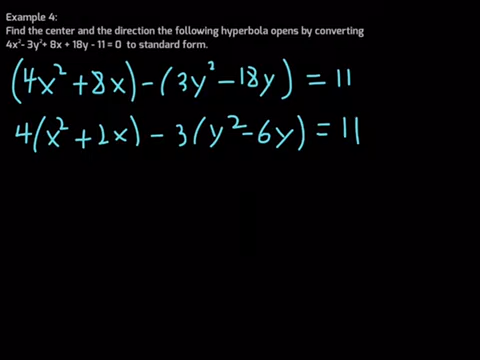 Example 4:
Find the center and the direction the following hyperbola opens by converting
4x²- 3y²+ 8x + 18y - 11 = 0 to standard form.
(4x² + 8x) - (3y² - 18y) = 11
4(x² + 2x) - 3(y² - 6y) = 11